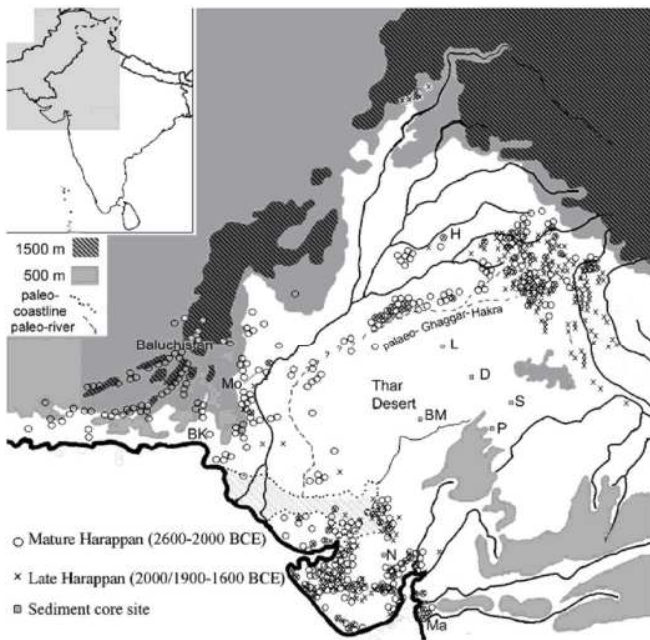 1500 m
500 m
paleo-
coastline
paleo-river
H
palaeo-Ghaggar-Hakra
Baluchistan
L
Mo
Thar
Desert
D
S
BM
P
BK
N
Mature Harappan (2600-2000 BCE)
Late Harappan (2000/1900-1600 BCE)
Sediment core site
Ma